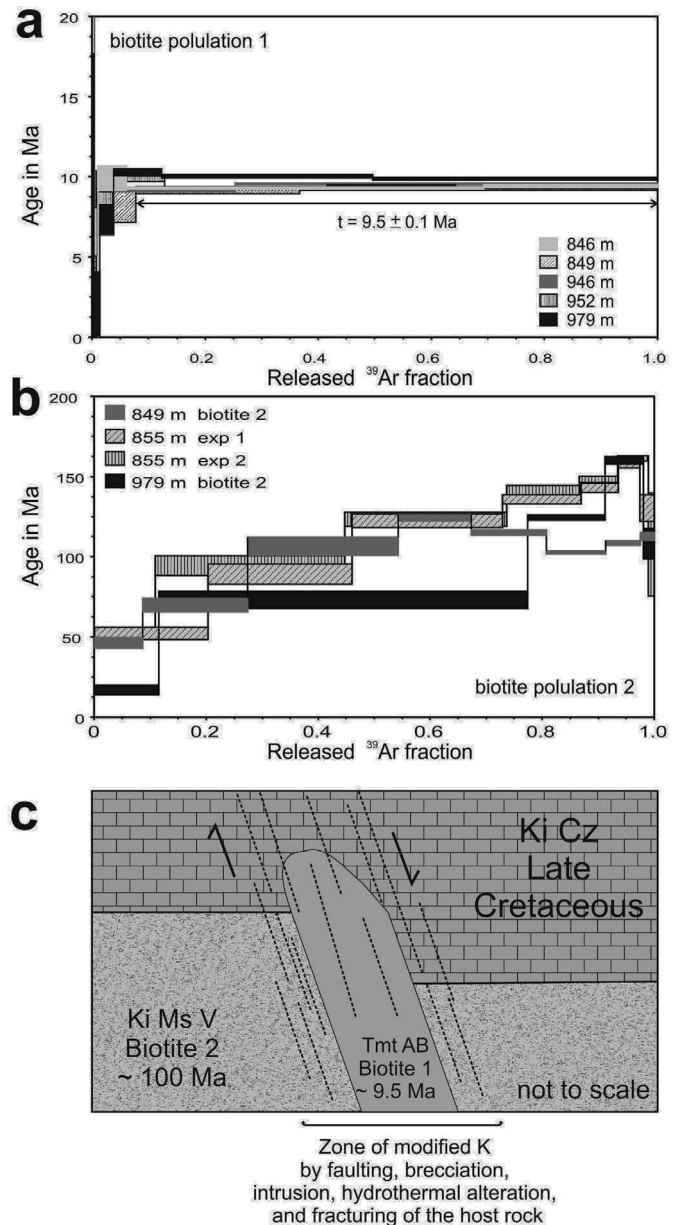 a
biotite polulation 1
20
15
10
5
0
Age in Ma
t = 9.5 ± 0.1 Ma
846 m
849 m
946 m
952 m
979 m
0 0.2 0.4 0.6 0.8 1.0
Released ³⁹Ar fraction
b
200
150
100
50
0
Age in Ma
849 m biotite 2
855 m exp 1
855 m exp 2
979 m biotite 2
biotite polulation 2
0 0.2 0.4 0.6 0.8 1.0
Released ³⁹Ar fraction
c
Ki Cz
Late
Cretaceous
Ki Ms V
Biotite 2
~ 100 Ma
Tmt AB
Biotite 1
~ 9.5 Ma
not to scale
Zone of modified K
by faulting, brecciation,
intrusion, hydrothermal alteration,
and fracturing of the host rock